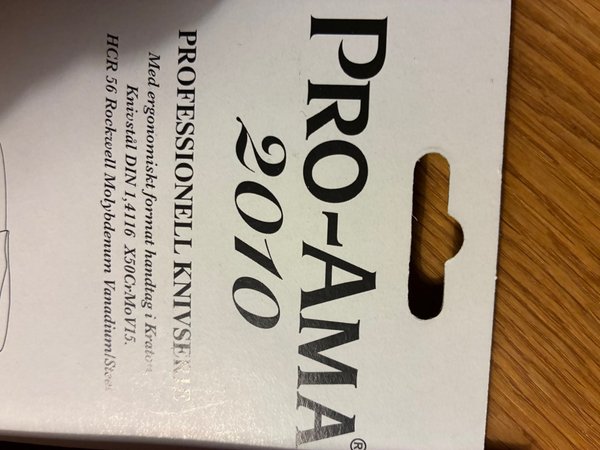 PRO-AMA®
2010
PROFESSIONELL KNIVSERIE
Med ergonomiskt format handtag i Kraton
Knivstål DIN 1,4116 X50CrMoV15.
HCR 56 Rockwell Molybdenum Vanadium/Steel